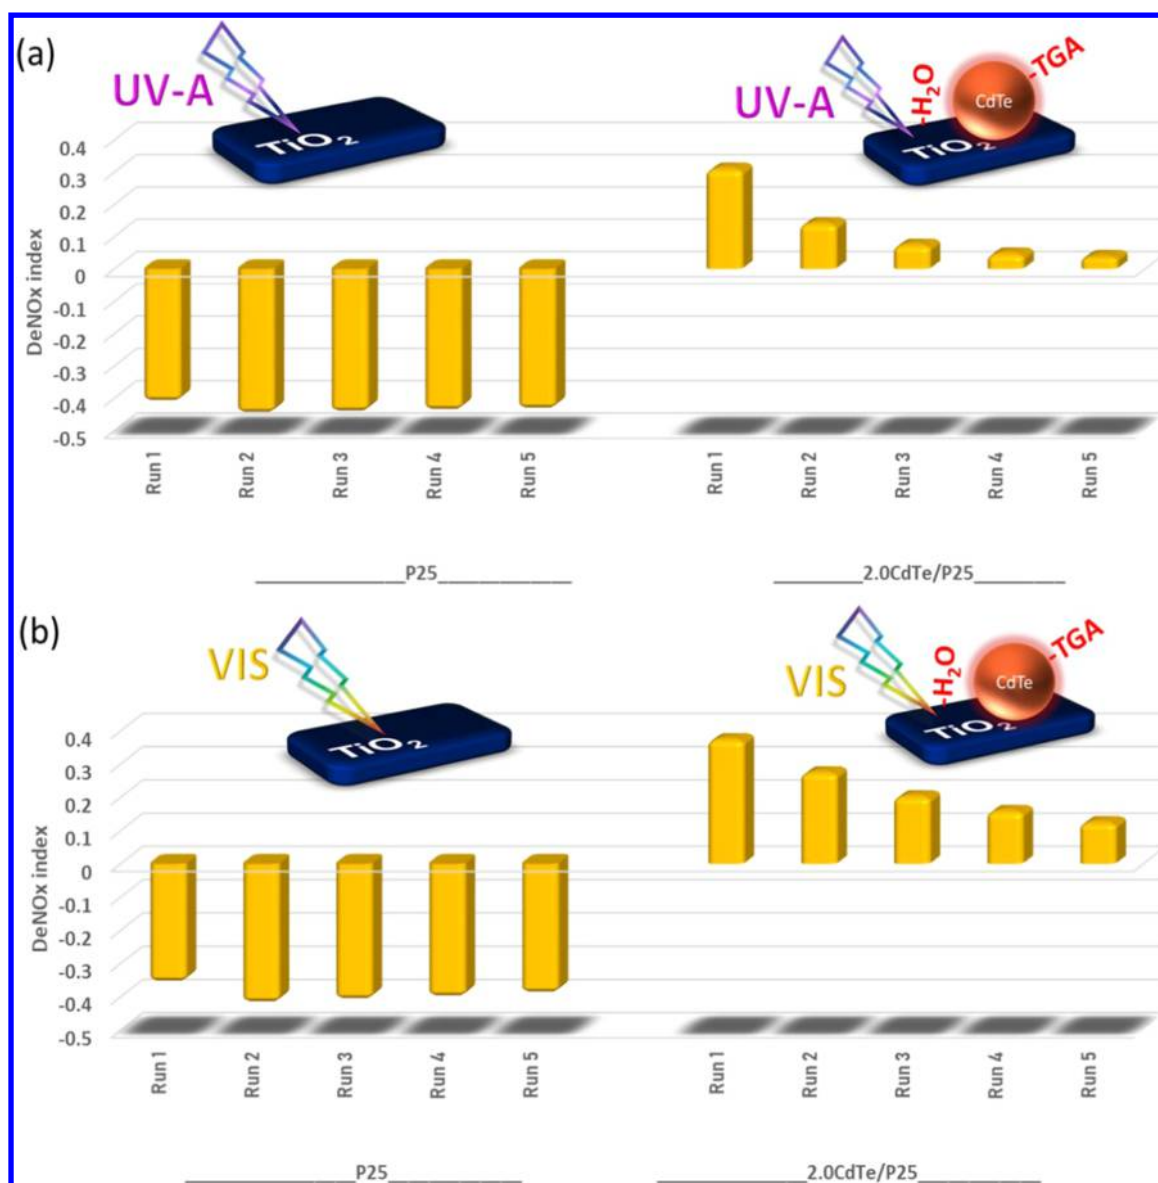 (a)
UV-A
TiO2
UV-A
-H2O
CdTe
-TGA
TiO2
DeNOx index
0.4
0.3
0.2
0.1
0
-0.1
-0.2
-0.3
-0.4
-0.5
Run 1
Run 2
Run 3
Run 4
Run 5
Run 1
Run 2
Run 3
Run 4
Run 5
P25
2.0CdTe/P25
(b)
VIS
TiO2
VIS
-H2O
CdTe
-TGA
TiO2
DeNOx index
0.4
0.3
0.2
0.1
0
-0.1
-0.2
-0.3
-0.4
-0.5
Run 1
Run 2
Run 3
Run 4
Run 5
Run 1
Run 2
Run 3
Run 4
Run 5
P25
2.0CdTe/P25